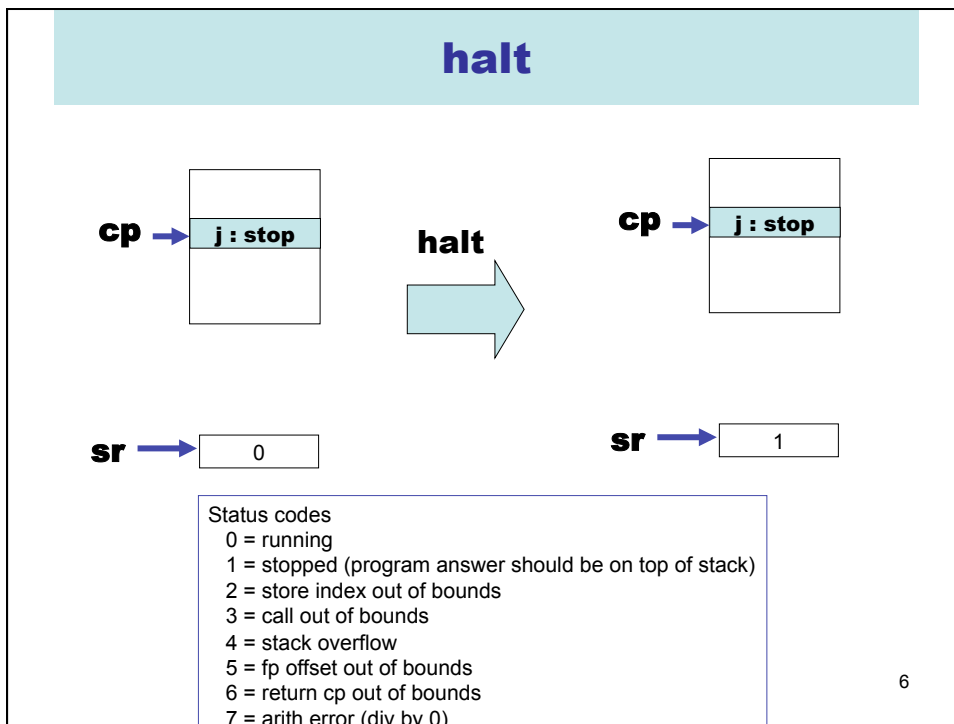 halt
cp
j : stop
halt
cp
j : stop
sr
0
sr
1
Status codes
0 = running
1 = stopped (program answer should be on top of stack)
2 = store index out of bounds
3 = call out of bounds
4 = stack overflow
5 = fp offset out of bounds
6 = return cp out of bounds
7 = arith error (div by 0)
6